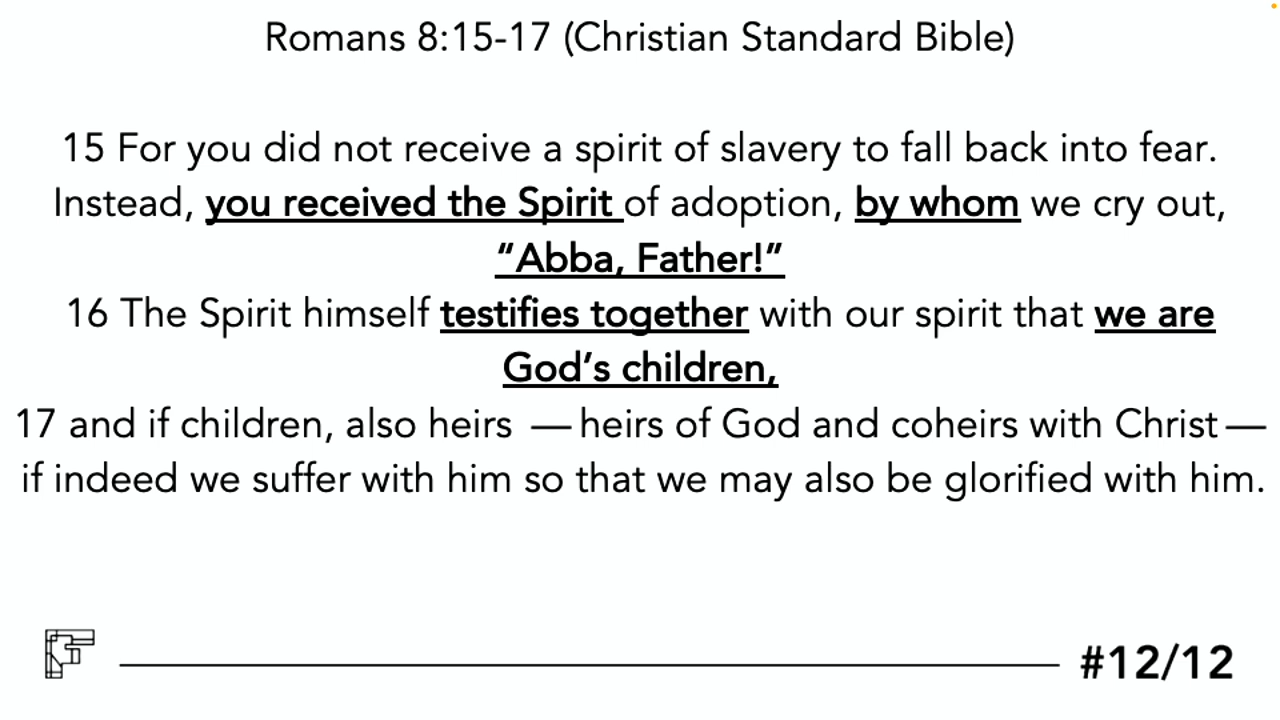 Romans 8:15-17 (Christian Standard Bible)
15 For you did not receive a spirit of slavery to fall back into fear.
Instead, you received the Spirit of adoption, by whom we cry out,
“Abba, Father!”
16 The Spirit himself testifies together with our spirit that we are
God’s children,
17 and if children, also heirs — heirs of God and coheirs with Christ —
if indeed we suffer with him so that we may also be glorified with him.
#12/12